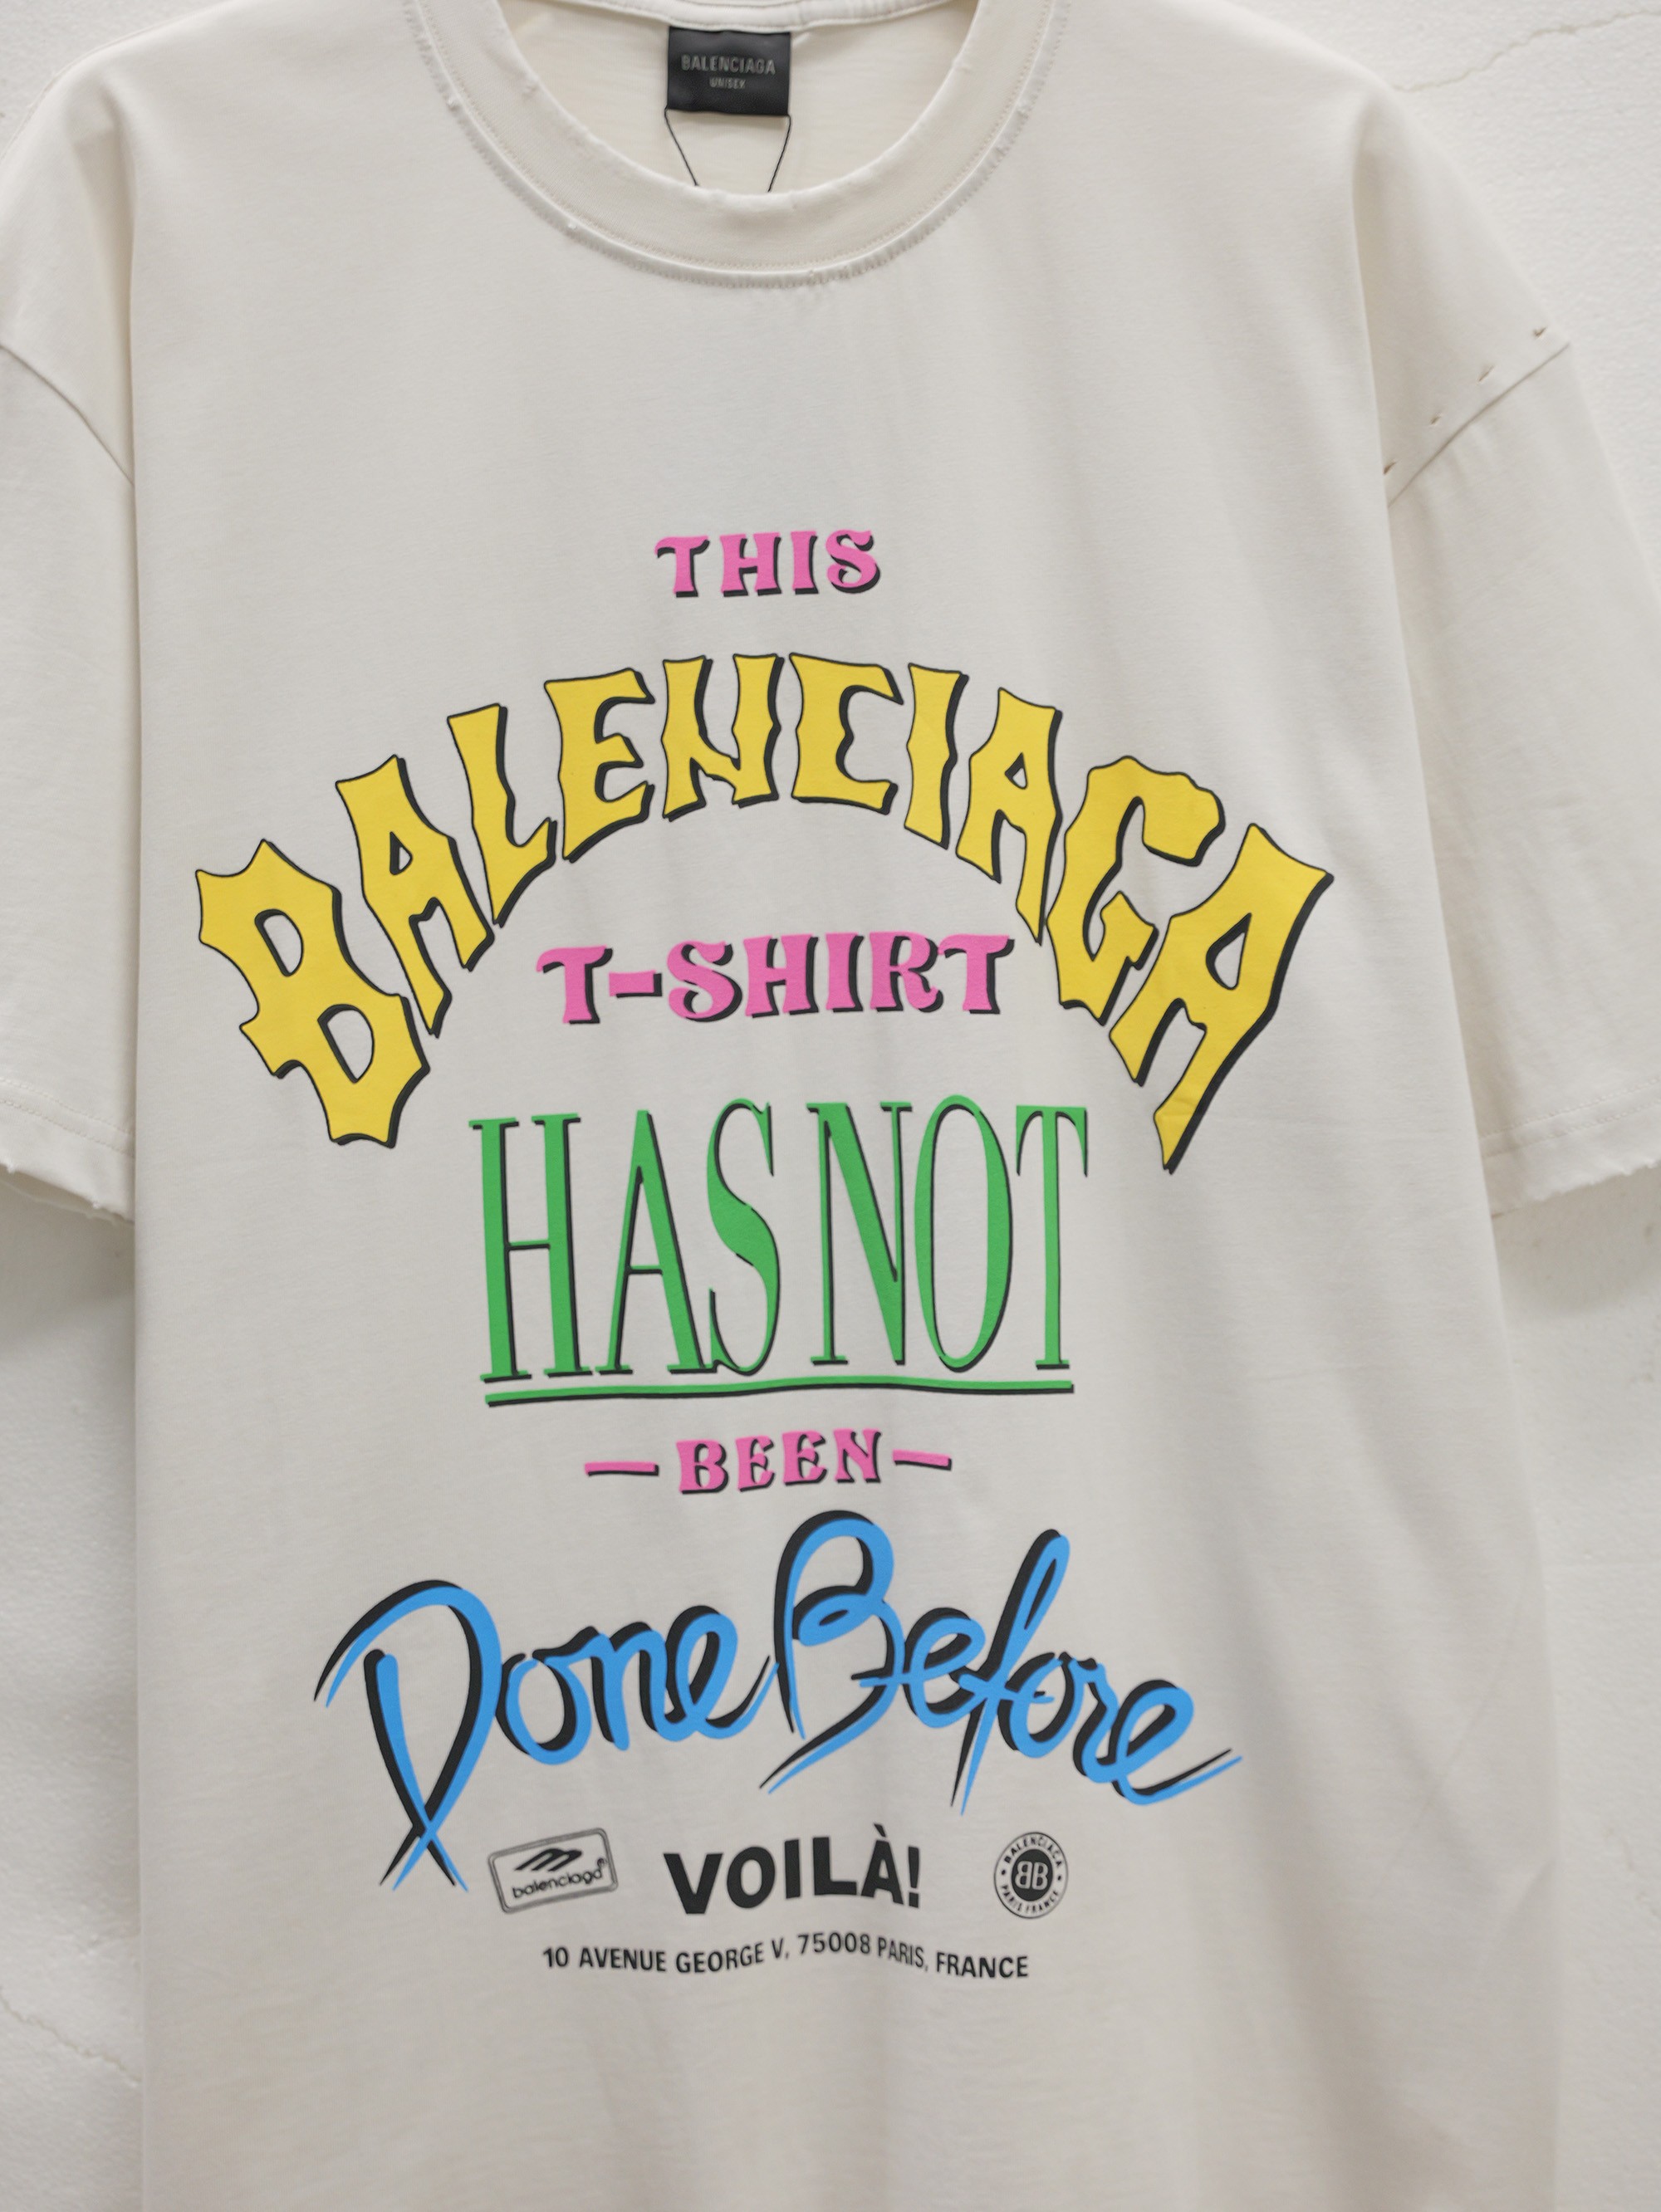 BALENCIAGA
UNISEX
THIS
BALENCIAGA
T-SHIRT
HAS NOT
—BEEN—
Done Before
balenciaga®
VOILÀ!
BALENCIAGA
BB
PARIS FRANCE
10 AVENUE GEORGE V, 75008 PARIS, FRANCE